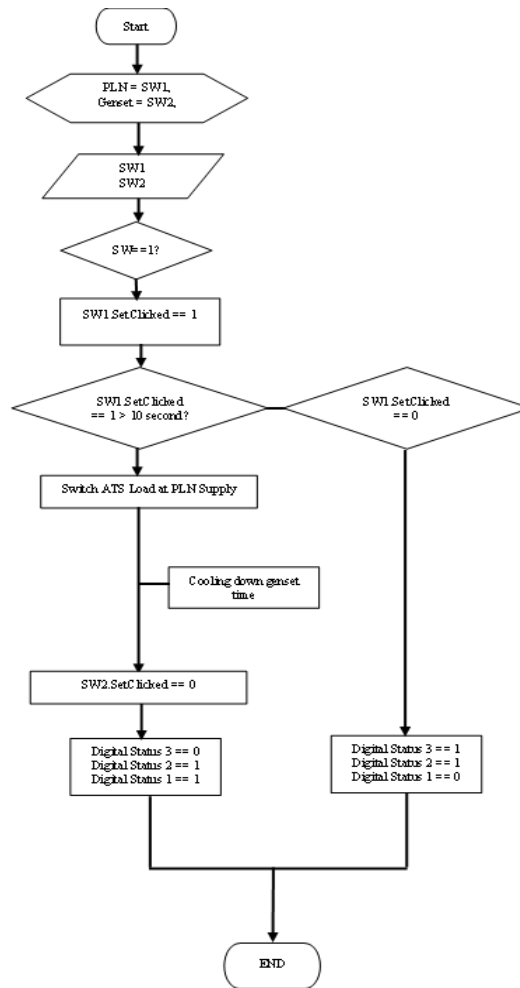 Start
PLN = SW1,
Genset = SW2,
SW1
SW2
SW==1?
SW1.SetClicked == 1
SW1.SetClicked
== 1 > 10 second?
SW1.SetClicked
== 0
Switch ATS Load at PLN Supply
Cooling down genset
time
SW2.SetClicked == 0
Digital Status 3 == 0
Digital Status 2 == 1
Digital Status 1 == 1
Digital Status 3 == 1
Digital Status 2 == 1
Digital Status 1 == 0
END